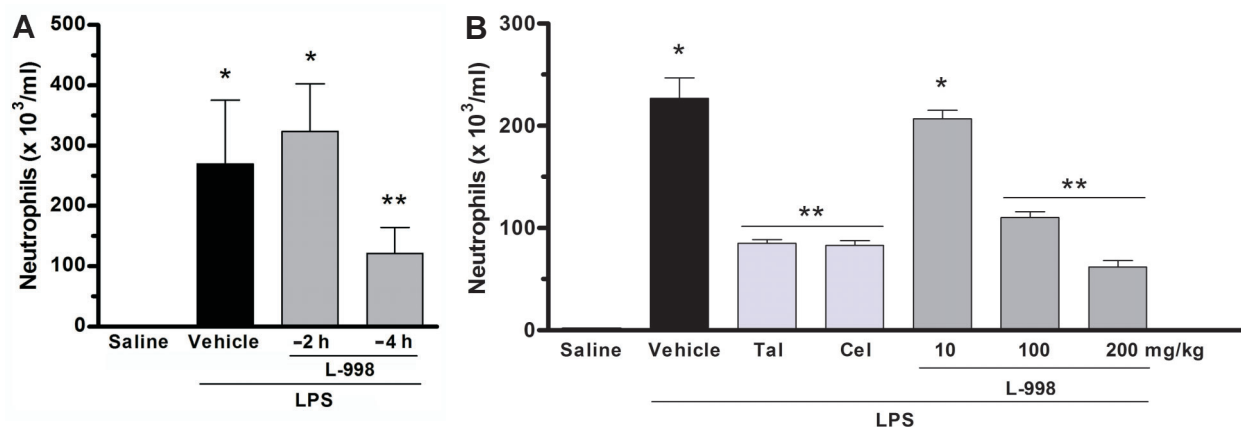 A
Neutrophils (x 10³/ml)
500
400
300
200
100
0
*
*
**
Saline Vehicle –2 h –4 h
L-998
LPS
B
Neutrophils (x 10³/ml)
300
200
100
0
*
**
*
**
Saline Vehicle Tal Cel 10 100 200 mg/kg
L-998
LPS